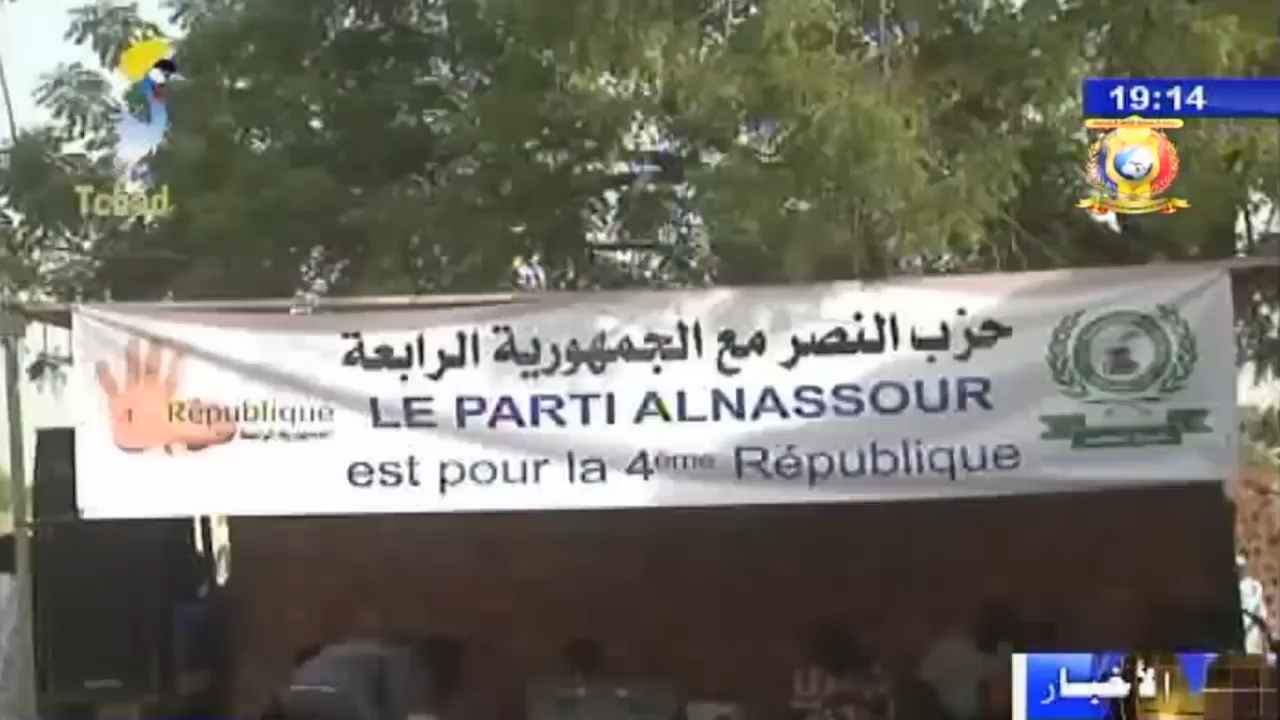 19:14
Tchad
حزب النصر مع الجمهورية الرابعة
LE PARTI ALNASSOUR
est pour la 4ème République
République
الأخبار